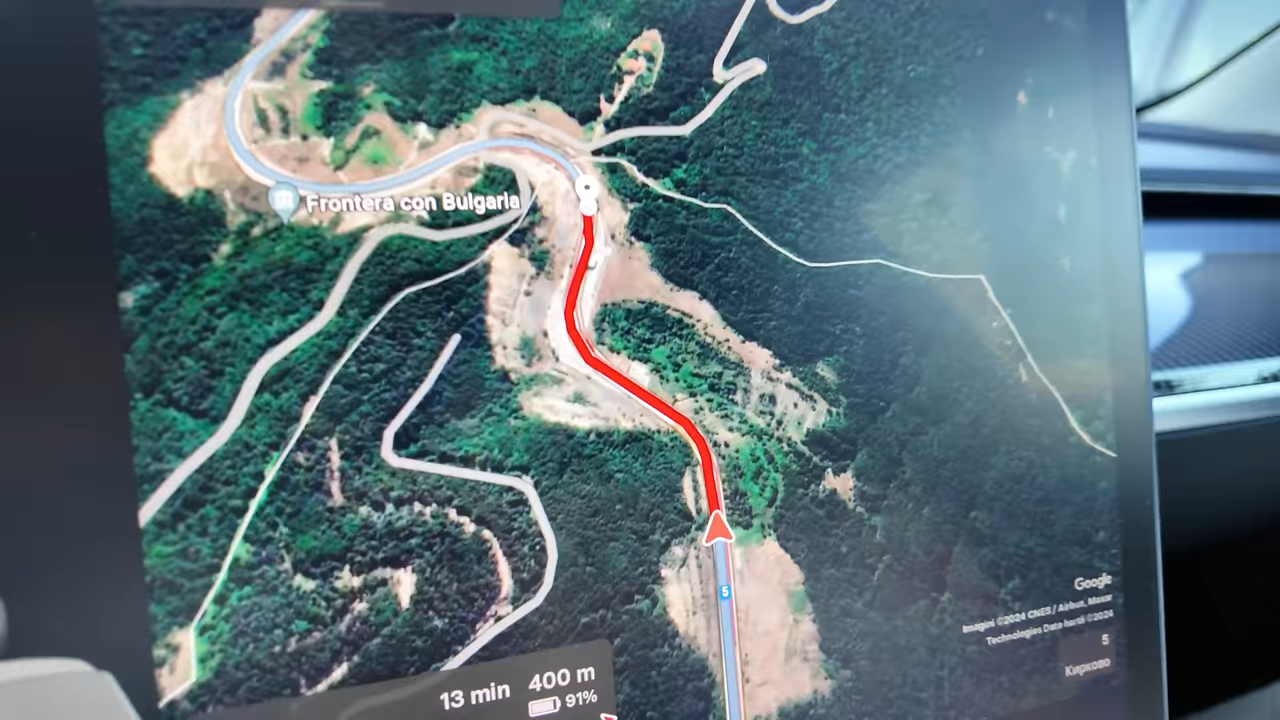 Frontera con Bulgaria
5
Google
Imagini ©2024 CNES / Airbus, Maxar
Technologies Date hartă ©2024
5
Кирково
13 min 400 m
91%